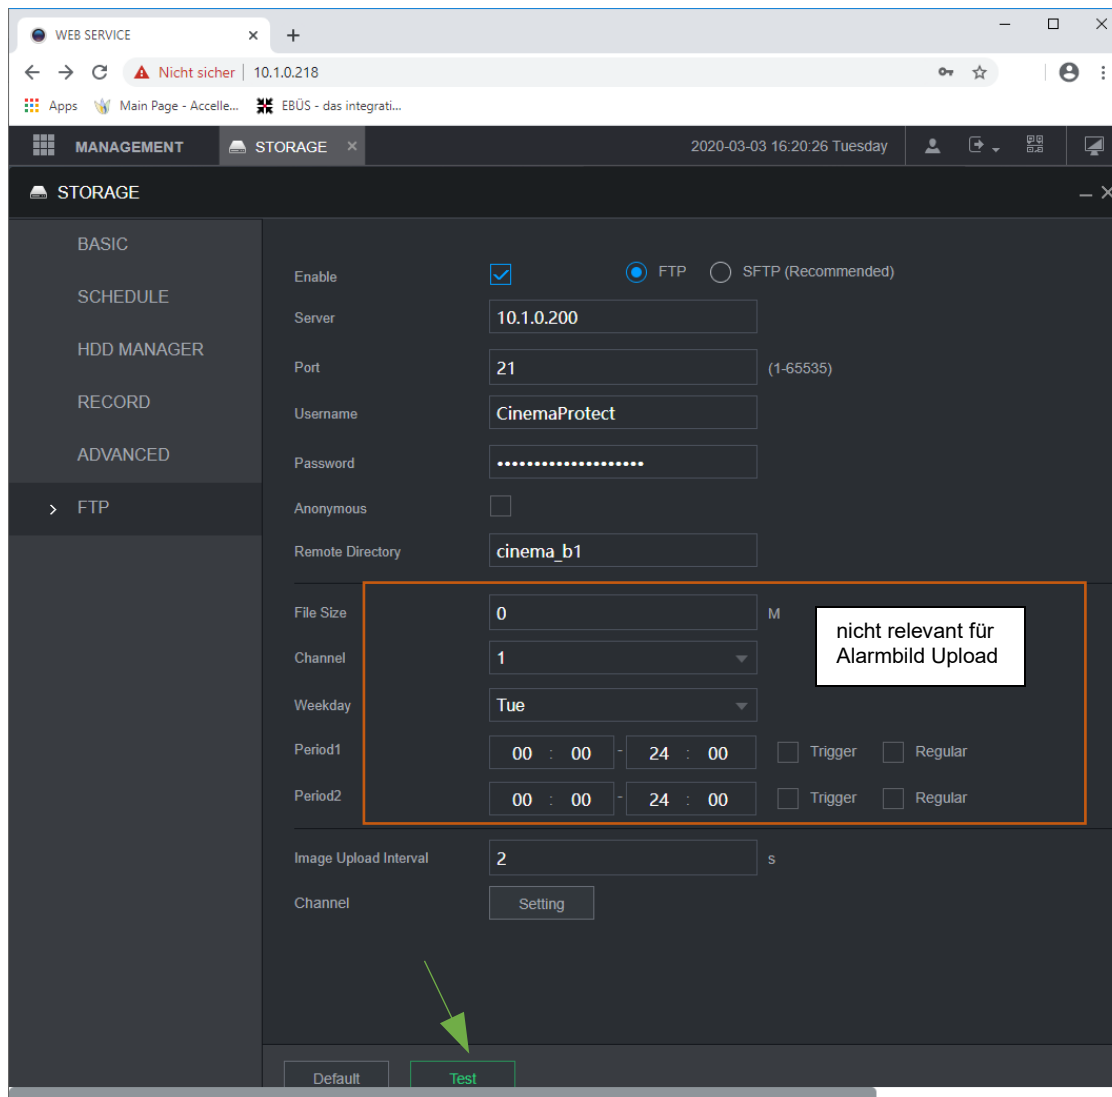 WEB SERVICE
Nicht sicher | 10.1.0.218
Apps Main Page - Accelle... EBÜS - das integrati...
MANAGEMENT STORAGE 2020-03-03 16:20:26 Tuesday
STORAGE
BASIC
SCHEDULE
HDD MANAGER
RECORD
ADVANCED
FTP
Enable FTP SFTP (Recommended)
Server 10.1.0.200
Port 21 (1-65535)
Username CinemaProtect
Password ••••••••••••••••••••
Anonymous
Remote Directory cinema_b1
File Size 0 M
nicht relevant für
Alarmbild Upload
Channel 1
Weekday Tue
Period1 00 : 00 - 24 : 00 Trigger Regular
Period2 00 : 00 - 24 : 00 Trigger Regular
Image Upload Interval 2 s
Channel Setting
Default Test